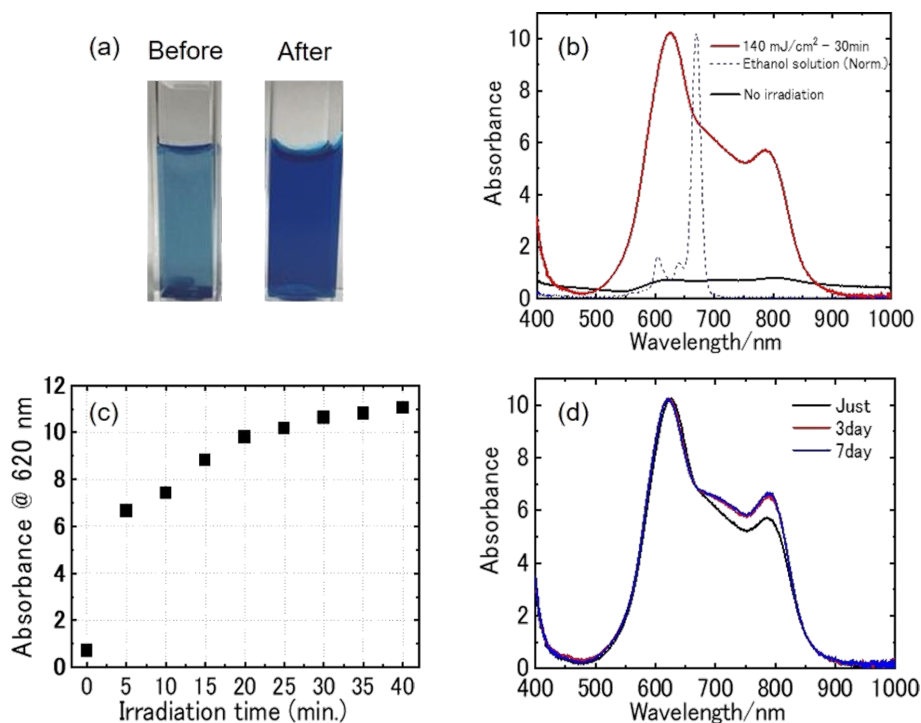 (a)
Before
After
(b)
10
8
6
4
2
0
Absorbance
140 mJ/cm² – 30min
Ethanol solution (Norm.)
No irradiation
400 500 600 700 800 900 1000
Wavelength/nm
(c)
12
10
8
6
4
2
0
Absorbance @ 620 nm
0 5 10 15 20 25 30 35 40
Irradiation time (min.)
(d)
10
8
6
4
2
0
Absorbance
Just
3day
7day
400 500 600 700 800 900 1000
Wavelength/nm